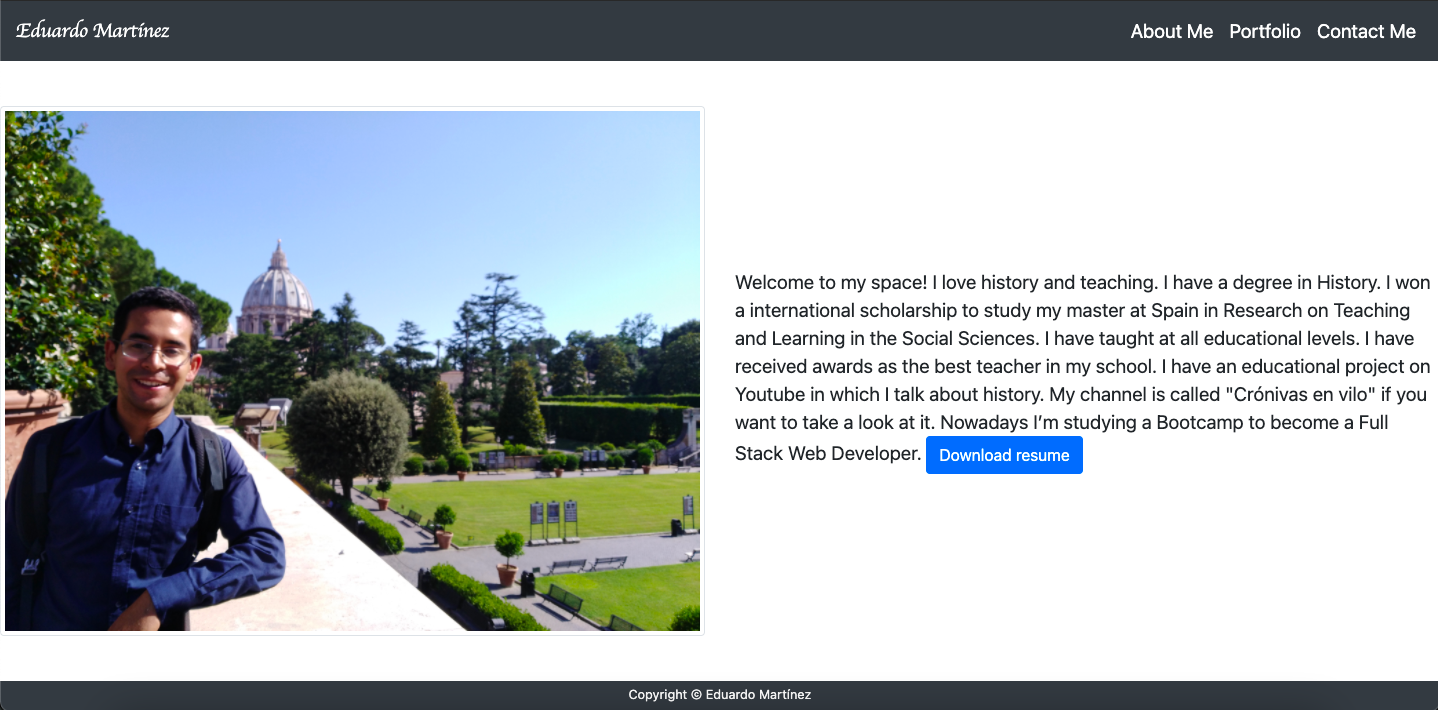 Eduardo Martínez
About Me Portfolio Contact Me
Welcome to my space! I love history and teaching. I have a degree in History. I won
a international scholarship to study my master at Spain in Research on Teaching
and Learning in the Social Sciences. I have taught at all educational levels. I have
received awards as the best teacher in my school. I have an educational project on
Youtube in which I talk about history. My channel is called "Crónivas en vilo" if you
want to take a look at it. Nowadays I’m studying a Bootcamp to become a Full
Stack Web Developer. Download resume
Copyright © Eduardo Martínez